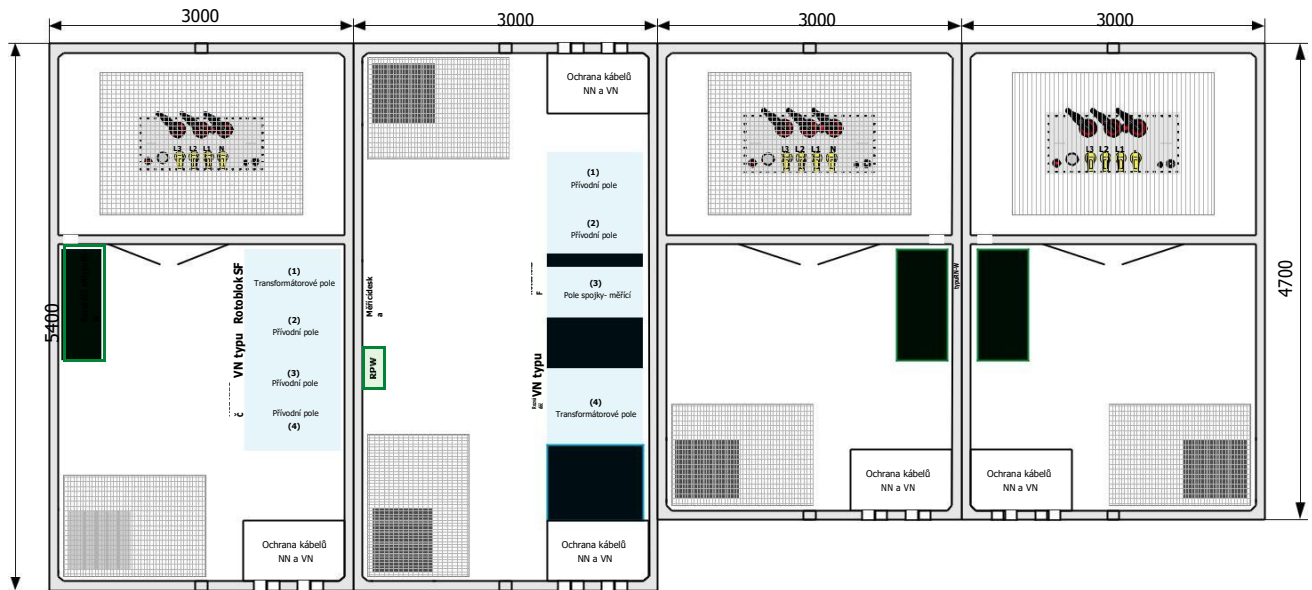 3000
3000
3000
3000
5400
4700
L3 L2 L1 N
VN typu Rotoblok SF
Č
(1)
Transformátorové pole
(2)
Přívodní pole
(3)
Přívodní pole
Přívodní pole
(4)
Ochrana kábelů
NN a VN
Měřicídesk
a
RPW
Ochrana kábelů
NN a VN
(1)
Přívodní pole
(2)
Přívodní pole
F
(3)
Pole spojky- měřící
VN typu
(4)
Transformátorové pole
Ochrana kábelů
NN a VN
L3 L2 L1 N
typuRN-W
Ochrana kábelů
NN a VN
L3 L2 L1
Ochrana kábelů
NN a VN